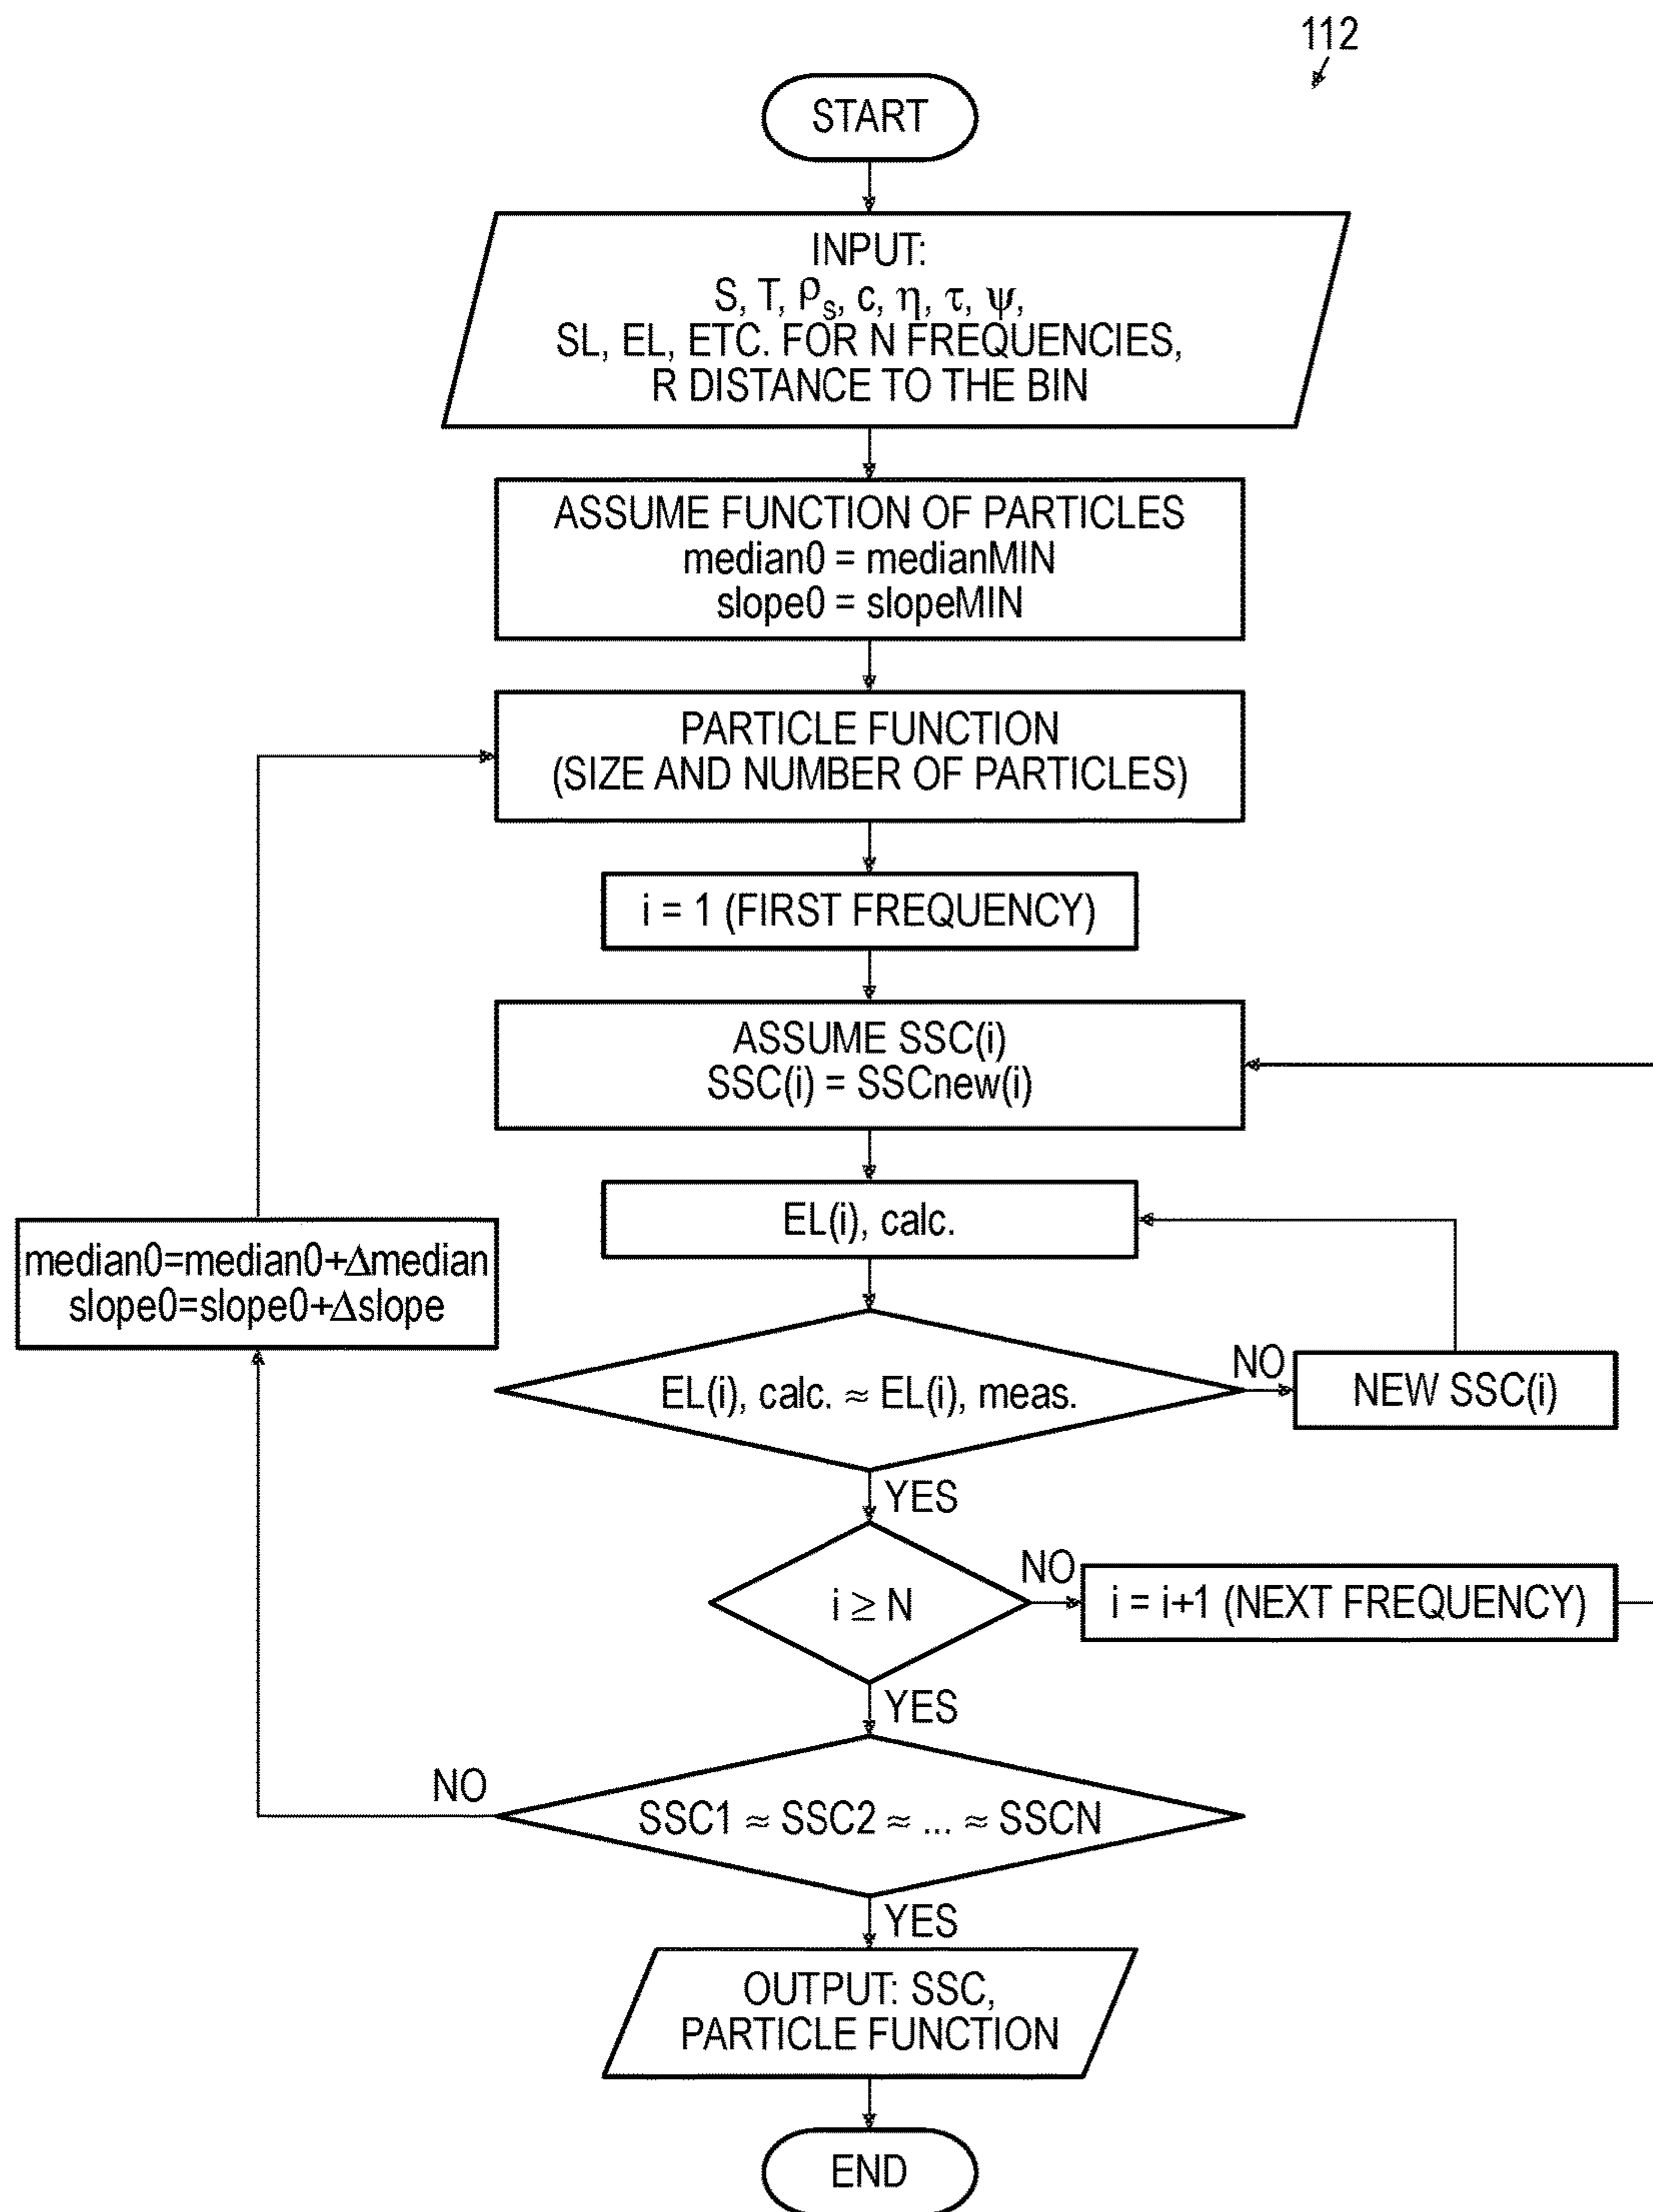 112
START
INPUT:
S, T, ρs, c, η, τ, ψ,
SL, EL, ETC. FOR N FREQUENCIES,
R DISTANCE TO THE BIN
ASSUME FUNCTION OF PARTICLES
median0 = medianMIN
slope0 = slopeMIN
PARTICLE FUNCTION
(SIZE AND NUMBER OF PARTICLES)
i = 1 (FIRST FREQUENCY)
ASSUME SSC(i)
SSC(i) = SSCnew(i)
EL(i), calc.
median0=median0+Δmedian
slope0=slope0+Δslope
EL(i), calc. ≈ EL(i), meas.
NO
NEW SSC(i)
YES
i ≥ N
NO
i = i+1 (NEXT FREQUENCY)
YES
NO
SSC1 ≈ SSC2 ≈ ... ≈ SSCN
YES
OUTPUT: SSC,
PARTICLE FUNCTION
END